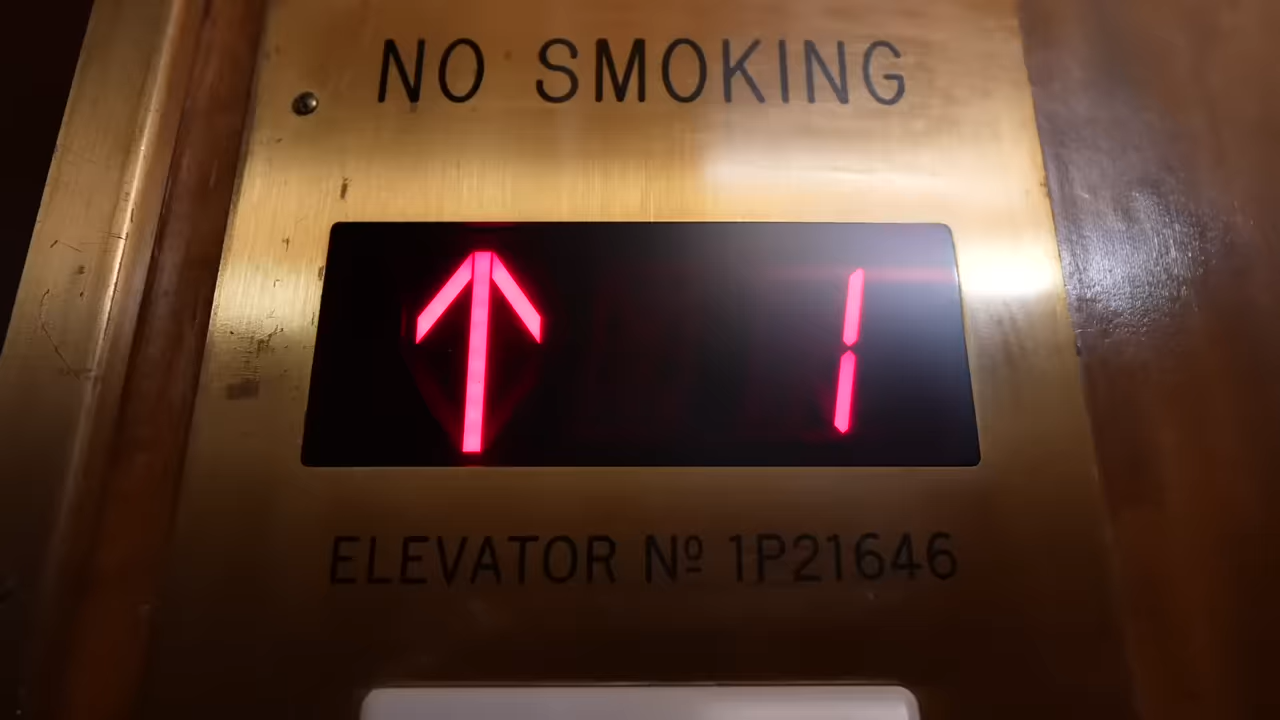 NO SMOKING
↑ 1
ELEVATOR Nº 1P21646